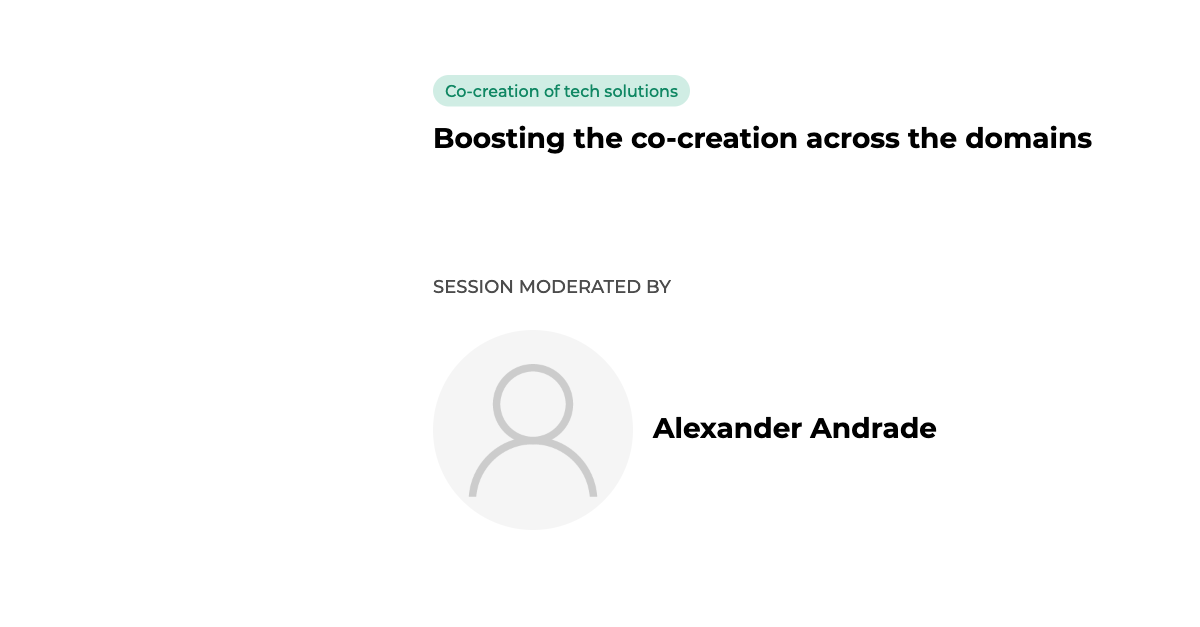 Co-creation of tech solutions
Boosting the co-creation across the domains
SESSION MODERATED BY
Alexander Andrade